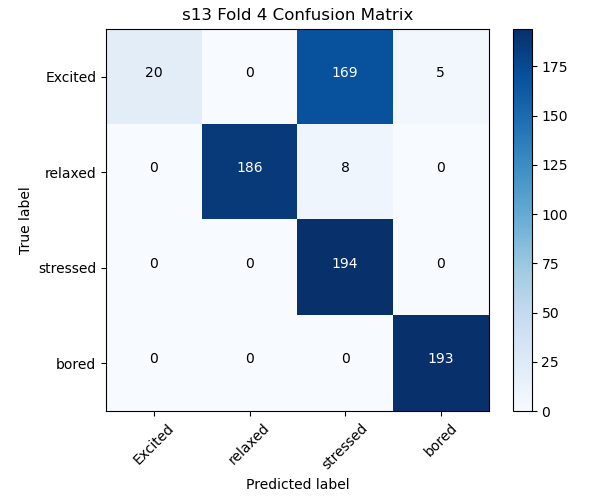 s13 Fold 4 Confusion Matrix
True label
Excited 20 0 169 5
relaxed 0 186 8 0
stressed 0 0 194 0
bored 0 0 0 193
Excited relaxed stressed bored
Predicted label
175
150
125
100
75
50
25
0